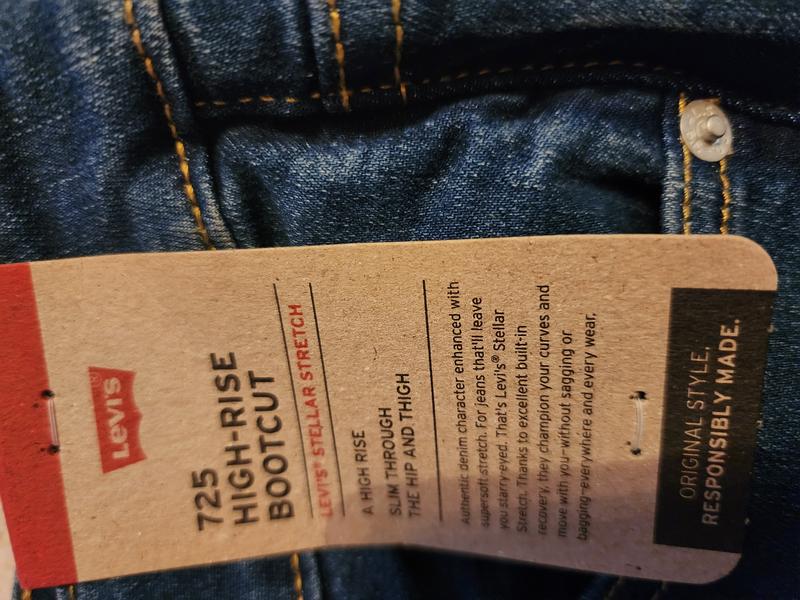 Levi's®
725
HIGH-RISE
BOOTCUT
LEVI'S® STELLAR STRETCH
A HIGH RISE
SLIM THROUGH
THE HIP AND THIGH
Authentic denim character enhanced with
supersoft stretch. For jeans that'll leave
you starry-eyed. That's Levi's® Stellar
Stretch. Thanks to excellent built-in
recovery, they champion your curves and
move with you–without sagging or
bagging–everywhere and every wear.
ORIGINAL STYLE.
RESPONSIBLY MADE.